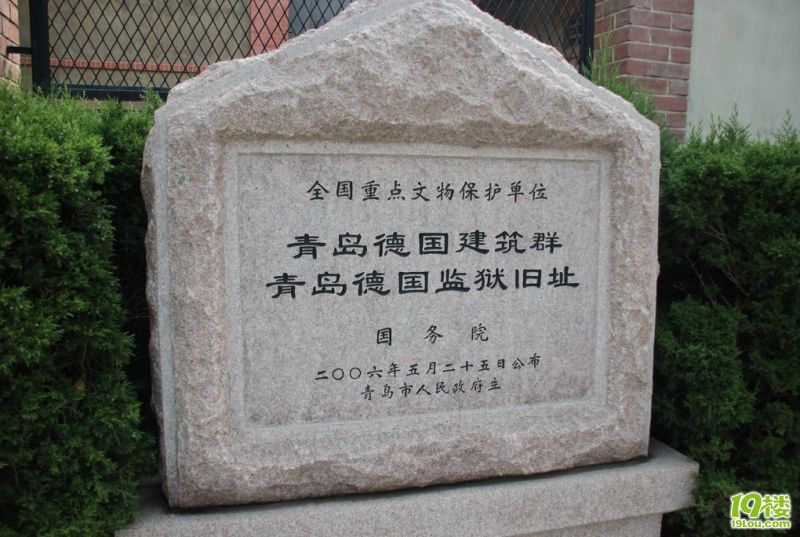 全国重点文物保护单位
青岛德国建筑群
青岛德国监狱旧址
国务院
二〇〇六年五月二十五日公布
青岛市人民政府立
19楼
19lou.com